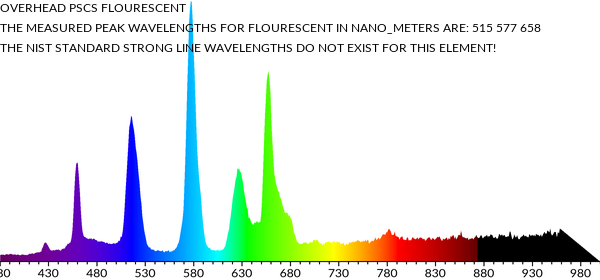 OVERHEAD PSCS FLOURESCENT
THE MEASURED PEAK WAVELENGTHS FOR FLOURESCENT IN NANO_METERS ARE: 515 577 658
THE NIST STANDARD STRONG LINE WAVELENGTHS DO NOT EXIST FOR THIS ELEMENT!
30 430 480 530 580 630 680 730 780 830 880 930 980